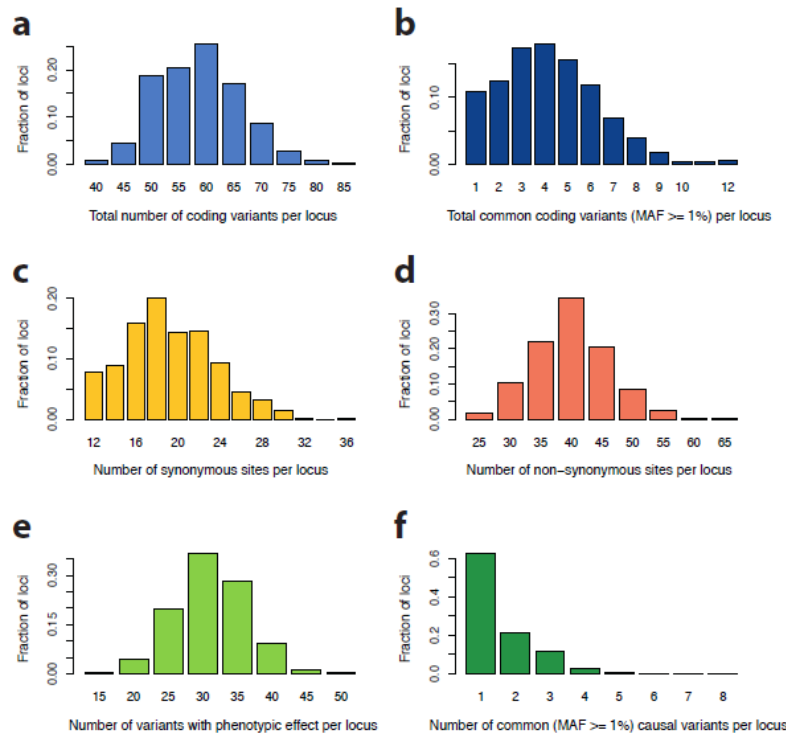 a
Fraction of loci
0.00 0.10 0.20
40 45 50 55 60 65 70 75 80 85
Total number of coding variants per locus
b
Fraction of loci
0.00 0.10
1 2 3 4 5 6 7 8 9 10 12
Total common coding variants (MAF >= 1%) per locus
c
Fraction of loci
0.00 0.10 0.20
12 16 20 24 28 32 36
Number of synonymous sites per locus
d
Fraction of loci
0.00 0.10 0.20 0.30
25 30 35 40 45 50 55 60 65
Number of non−synonymous sites per locus
e
Fraction of loci
0.00 0.15 0.30
15 20 25 30 35 40 45 50
Number of variants with phenotypic effect per locus
f
Fraction of loci
0.0 0.2 0.4 0.6
1 2 3 4 5 6 7 8
Number of common (MAF >= 1%) causal variants per locus